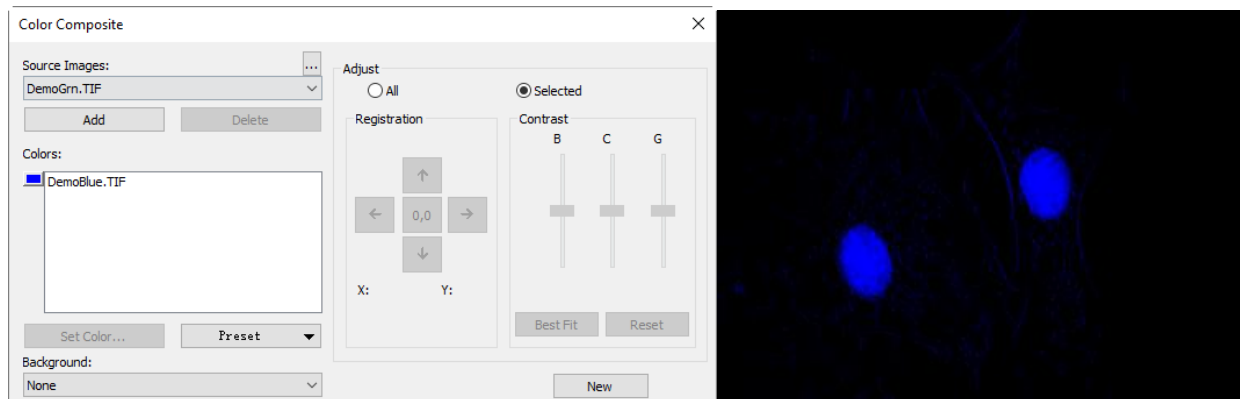 Color Composite
Source Images:
...
DemoGrn.TIF
Add
Delete
Colors:
DemoBlue.TIF
Set Color...
Preset
Background:
None
Adjust
All
Selected
Registration
0,0
X:
Y:
Contrast
B
C
G
Best Fit
Reset
New